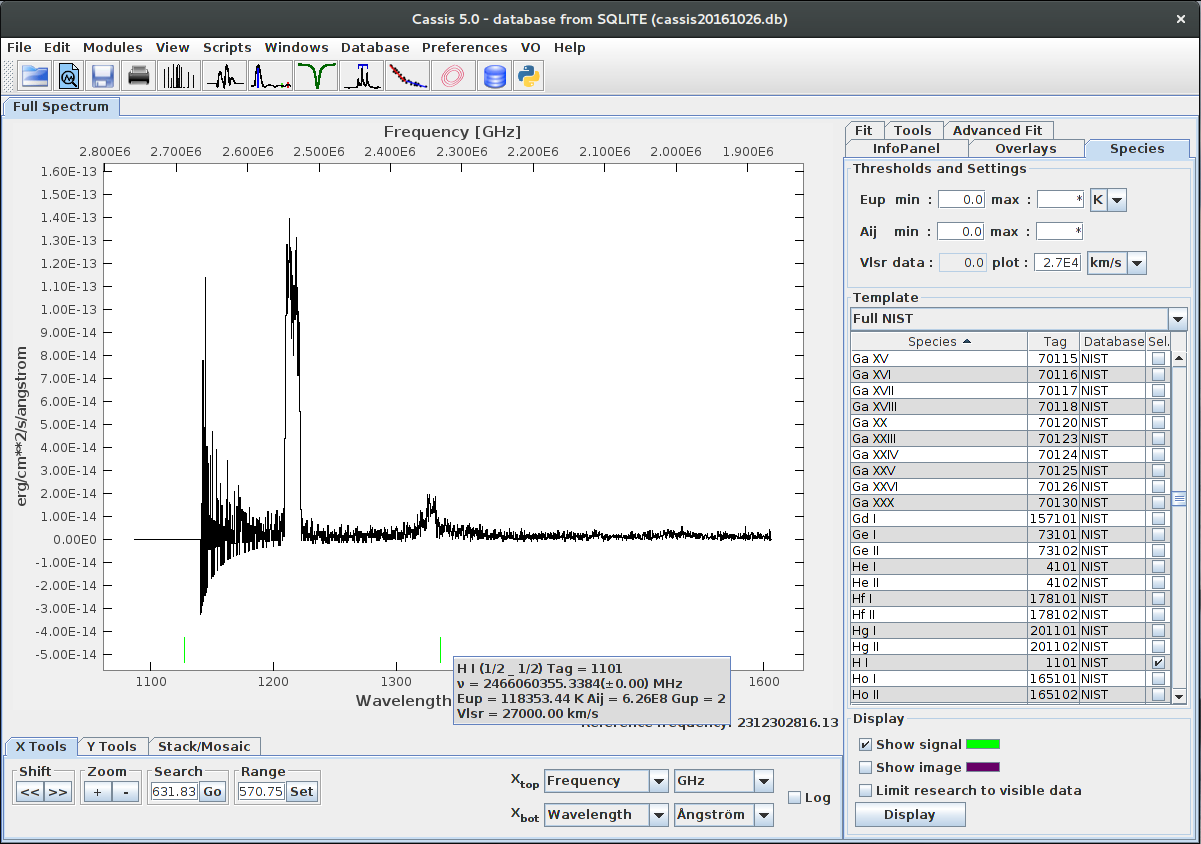 Cassis 5.0 - database from SQLITE (cassis20161026.db)
File Edit Modules View Scripts Windows Database Preferences VO Help
Full Spectrum
Frequency [GHz]
2.800E6 2.700E6 2.600E6 2.500E6 2.400E6 2.300E6 2.200E6 2.100E6 2.000E6 1.900E6
1.60E-13
1.50E-13
1.40E-13
1.30E-13
1.20E-13
1.10E-13
1.00E-13
9.00E-14
8.00E-14
7.00E-14
6.00E-14
5.00E-14
4.00E-14
3.00E-14
2.00E-14
1.00E-14
0.00E0
-1.00E-14
-2.00E-14
-3.00E-14
-4.00E-14
-5.00E-14
erg/cm**2/s/angstrom
1100 1200 1300 1600
Wavelength
H I (1/2 _ 1/2) Tag = 1101
ν = 2466060355.3384(±0.00) MHz
Eup = 118353.44 K Aij = 6.26E8 Gup = 2
Vlsr = 27000.00 km/s
Reference frequency: 2312302816.13
X Tools Y Tools Stack/Mosaic
Shift Zoom Search Range
<< >> + - 631.83 Go 570.75 Set
Xtop Frequency GHz
Xbot Wavelength Ångström
Log
Fit Tools Advanced Fit
InfoPanel Overlays Species
Thresholds and Settings
Eup min : 0.0 max : * K
Aij min : 0.0 max : *
Vlsr data : 0.0 plot : 2.7E4 km/s
Template
Full NIST
Species Tag Database Sel.
Ga XV 70115 NIST
Ga XVI 70116 NIST
Ga XVII 70117 NIST
Ga XVIII 70118 NIST
Ga XX 70120 NIST
Ga XXIII 70123 NIST
Ga XXIV 70124 NIST
Ga XXV 70125 NIST
Ga XXVI 70126 NIST
Ga XXX 70130 NIST
Gd I 157101 NIST
Ge I 73101 NIST
Ge II 73102 NIST
He I 4101 NIST
He II 4102 NIST
Hf I 178101 NIST
Hf II 178102 NIST
Hg I 201101 NIST
Hg II 201102 NIST
H I 1101 NIST
Ho I 165101 NIST
Ho II 165102 NIST
Display
Show signal
Show image
Limit research to visible data
Display